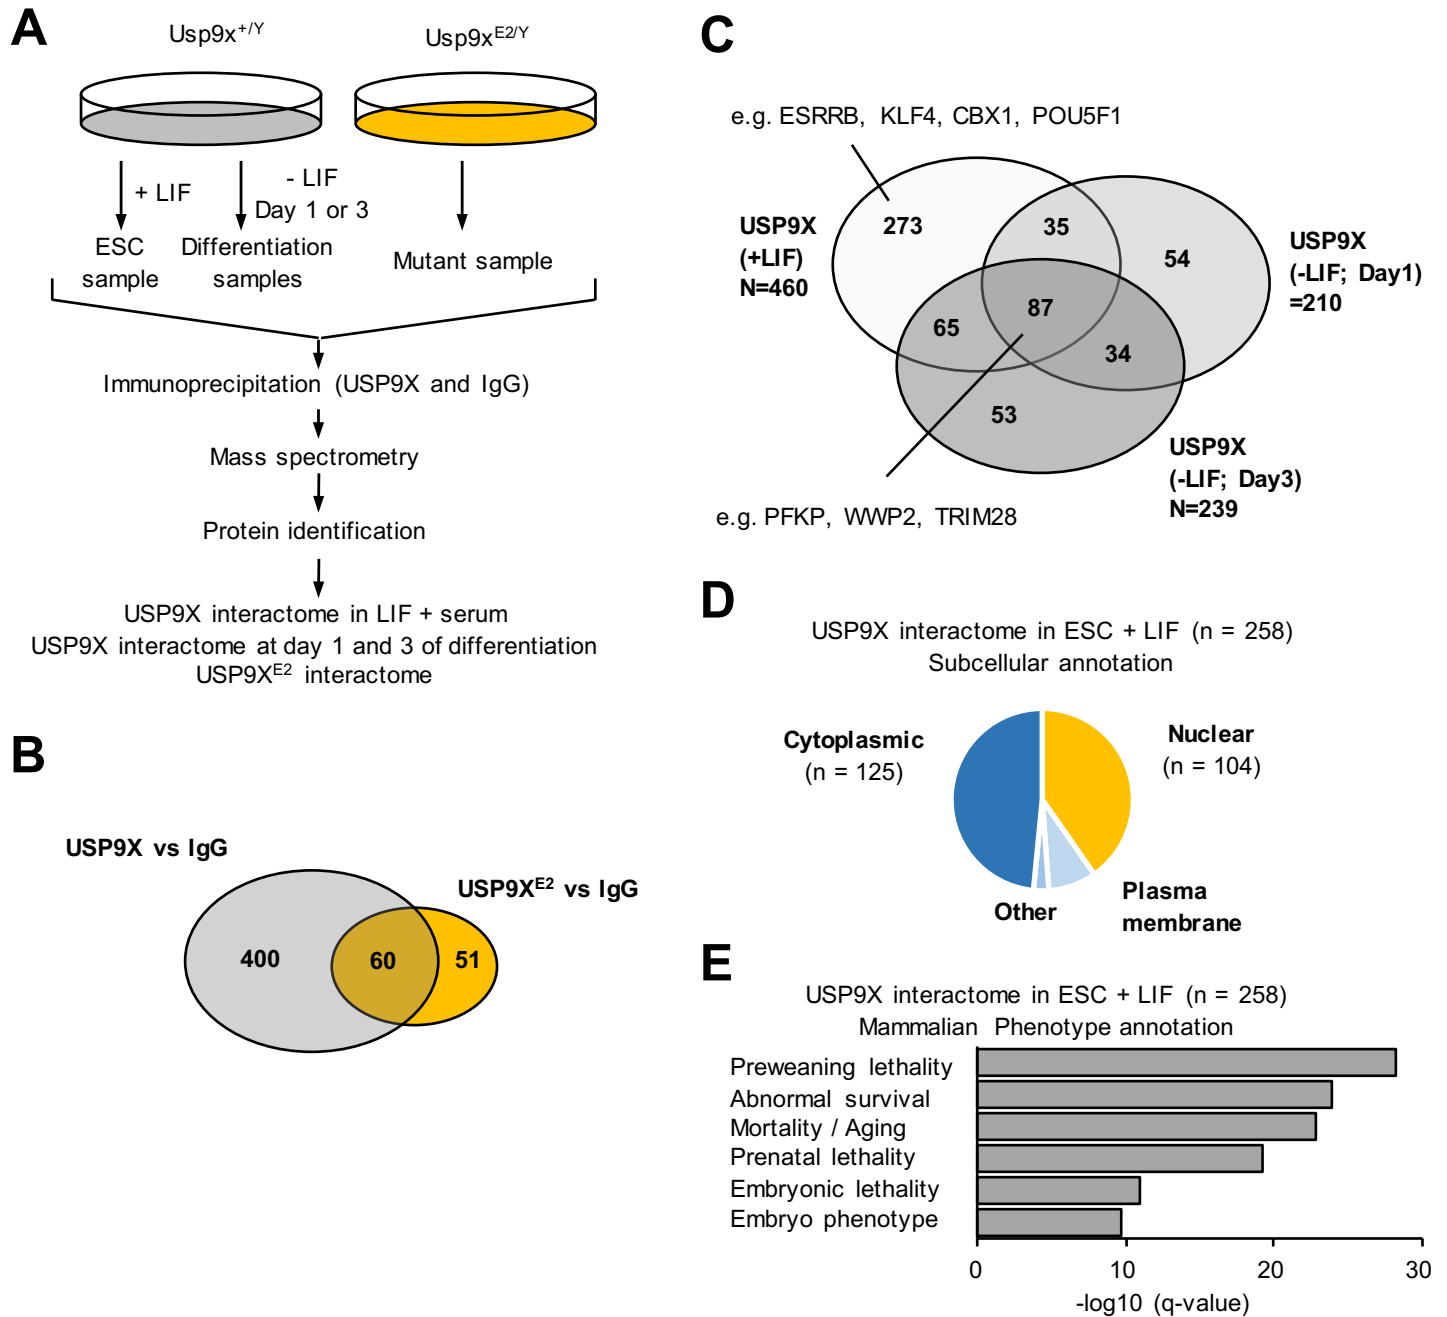 A
Usp9x+/Y
Usp9xE2/Y
+ LIF
- LIF
Day 1 or 3
ESC
sample
Differentiation
samples
Mutant sample
Immunoprecipitation (USP9X and IgG)
Mass spectrometry
Protein identification
USP9X interactome in LIF + serum
USP9X interactome at day 1 and 3 of differentiation
USP9XE2 interactome
B
USP9X vs IgG
USP9XE2 vs IgG
400
60
51
C
e.g. ESRRB, KLF4, CBX1, POU5F1
USP9X
(+LIF)
N=460
273
35
54
USP9X
(-LIF; Day1)
=210
65
87
34
53
USP9X
(-LIF; Day3)
N=239
e.g. PFKP, WWP2, TRIM28
D
USP9X interactome in ESC + LIF (n = 258)
Subcellular annotation
Cytoplasmic
(n = 125)
Nuclear
(n = 104)
Other
Plasma
membrane
E
USP9X interactome in ESC + LIF (n = 258)
Mammalian Phenotype annotation
Preweaning lethality
Abnormal survival
Mortality / Aging
Prenatal lethality
Embryonic lethality
Embryo phenotype
0 10 20 30
-log10 (q-value)